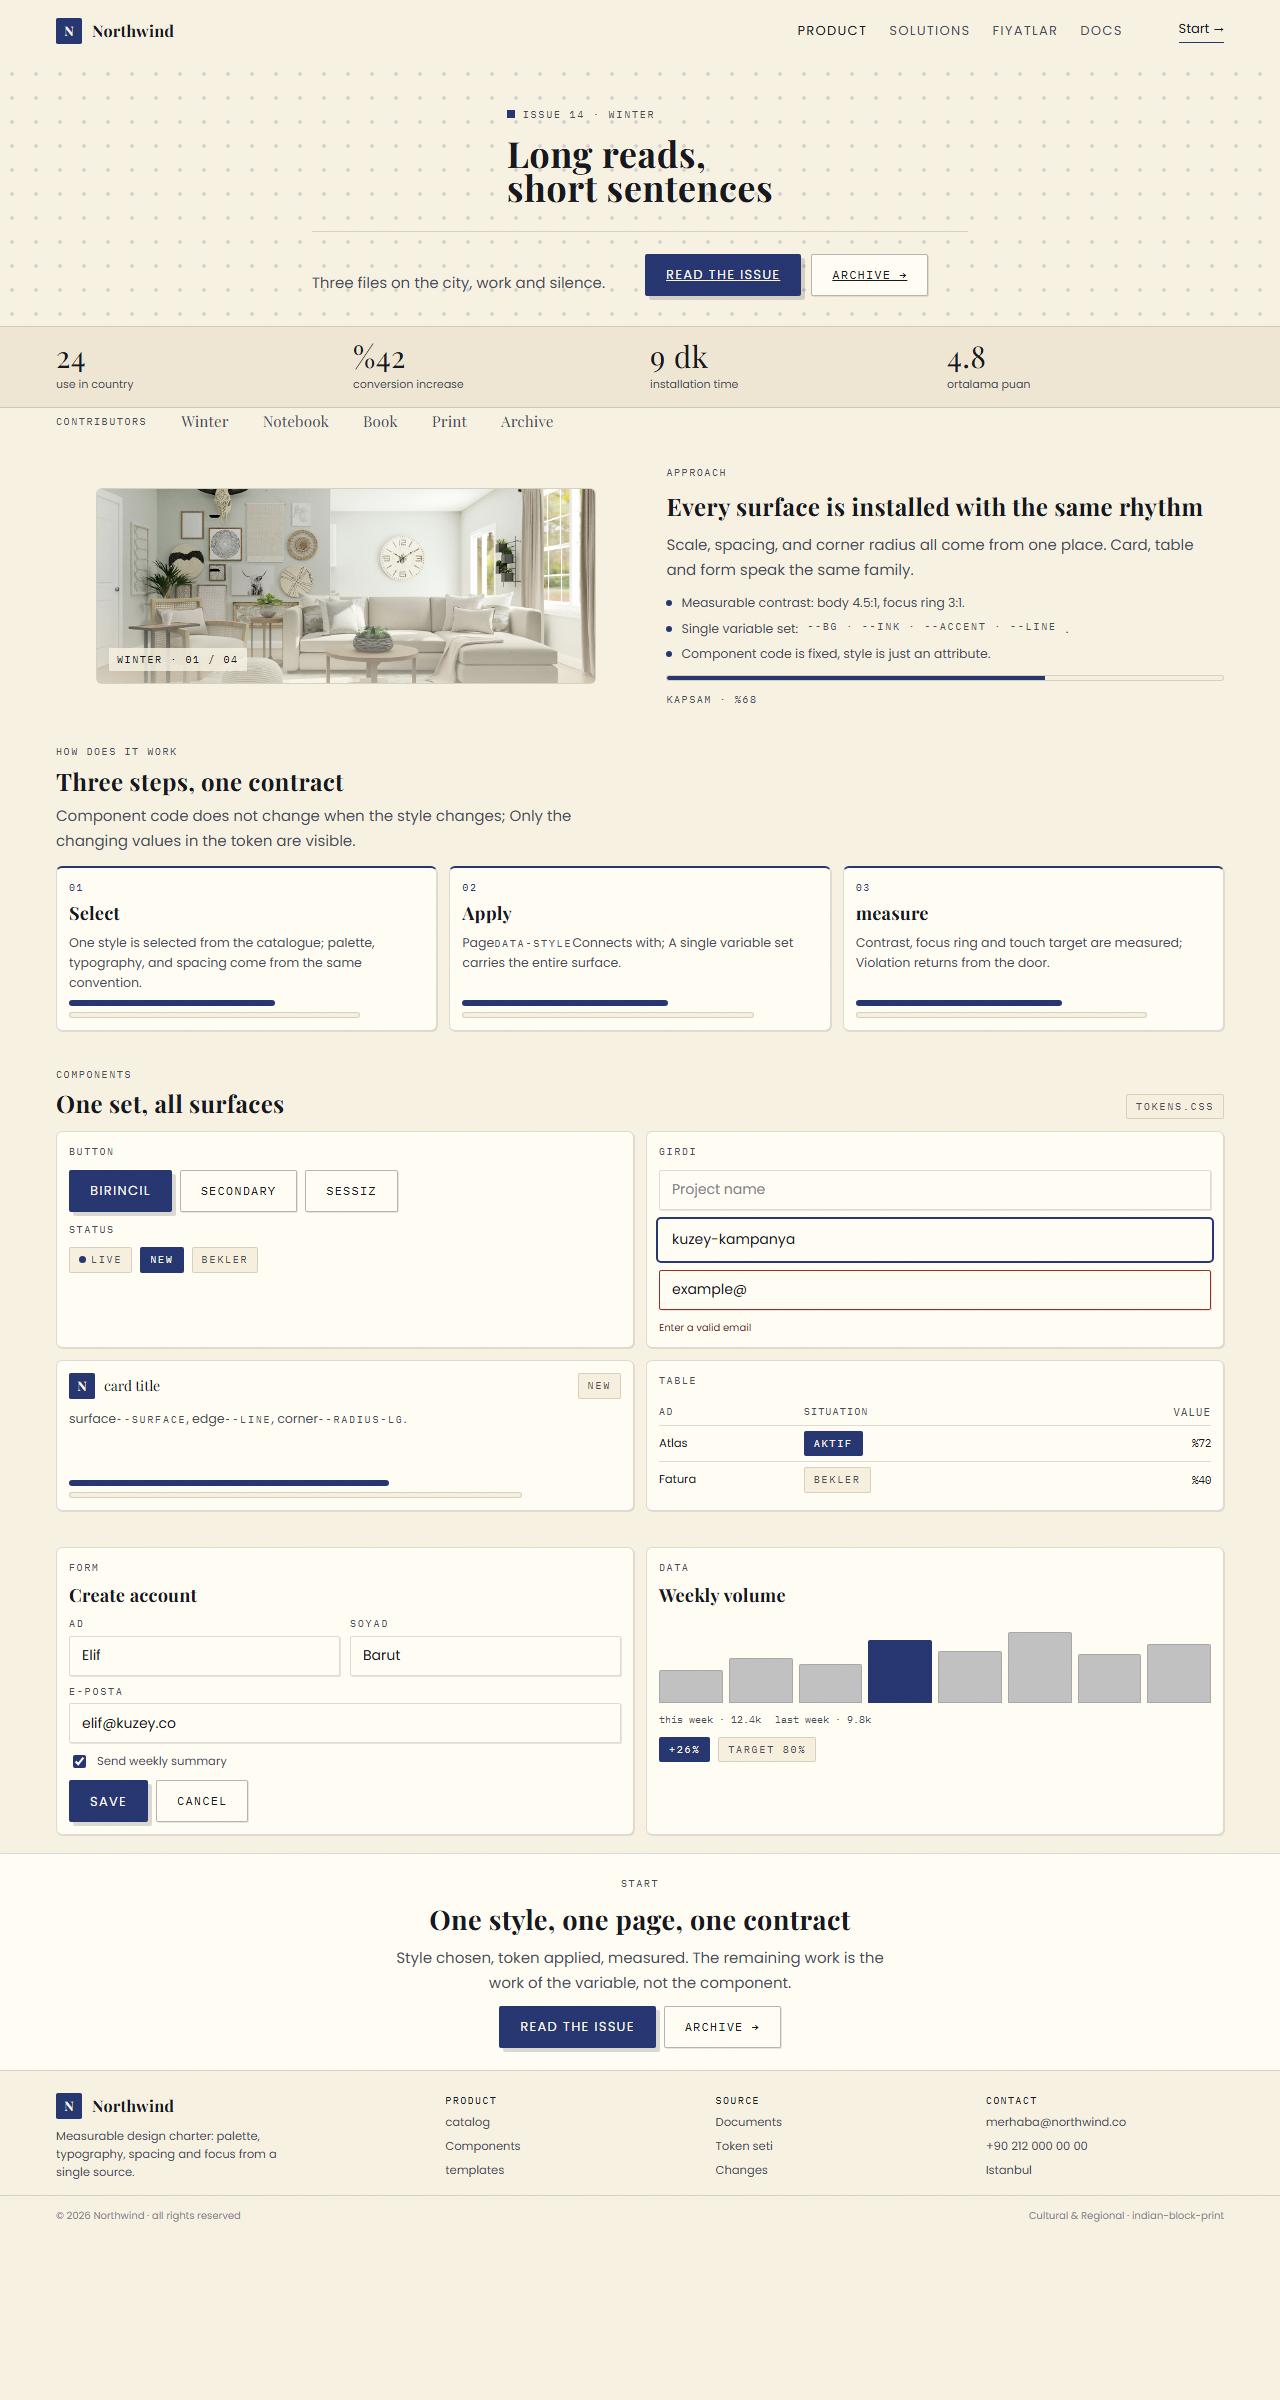 N Northwind
PRODUCT SOLUTIONS FIYATLAR DOCS Start →
ISSUE 14 · WINTER
Long reads,
short sentences
Three files on the city, work and silence.
READ THE ISSUE ARCHIVE →
24 %42 9 dk 4.8
use in country conversion increase installation time ortalama puan
CONTRIBUTORS Winter Notebook Book Print Archive
WINTER · 01 / 04
APPROACH
Every surface is installed with the same rhythm
Scale, spacing, and corner radius all come from one place. Card, table
and form speak the same family.
Measurable contrast: body 4.5:1, focus ring 3:1.
Single variable set: --BG · --INK · --ACCENT · --LINE .
Component code is fixed, style is just an attribute.
KAPSAM · %68
HOW DOES IT WORK
Three steps, one contract
Component code does not change when the style changes; Only the
changing values in the token are visible.
01
Select
One style is selected from the catalogue; palette,
typography, and spacing come from the same
convention.
02
Apply
PageDATA-STYLEConnects with; A single variable set
carries the entire surface.
03
measure
Contrast, focus ring and touch target are measured;
Violation returns from the door.
COMPONENTS
One set, all surfaces
TOKENS.CSS
BUTTON
BIRINCIL SECONDARY SESSIZ
STATUS
LIVE NEW BEKLER
GIRDI
Project name
kuzey-kampanya
example@
Enter a valid email
N card title NEW
surface--SURFACE, edge--LINE, corner--RADIUS-LG.
TABLE
AD SITUATION VALUE
Atlas AKTIF %72
Fatura BEKLER %40
FORM
Create account
AD SOYAD
Elif Barut
E-POSTA
elif@kuzey.co
Send weekly summary
SAVE CANCEL
DATA
Weekly volume
this week · 12.4k last week · 9.8k
+26% TARGET 80%
START
One style, one page, one contract
Style chosen, token applied, measured. The remaining work is the
work of the variable, not the component.
READ THE ISSUE ARCHIVE →
N Northwind
Measurable design charter: palette,
typography, spacing and focus from a
single source.
PRODUCT
catalog
Components
templates
SOURCE
Documents
Token seti
Changes
CONTACT
merhaba@northwind.co
+90 212 000 00 00
Istanbul
© 2026 Northwind · all rights reserved
Cultural & Regional · indian-block-print